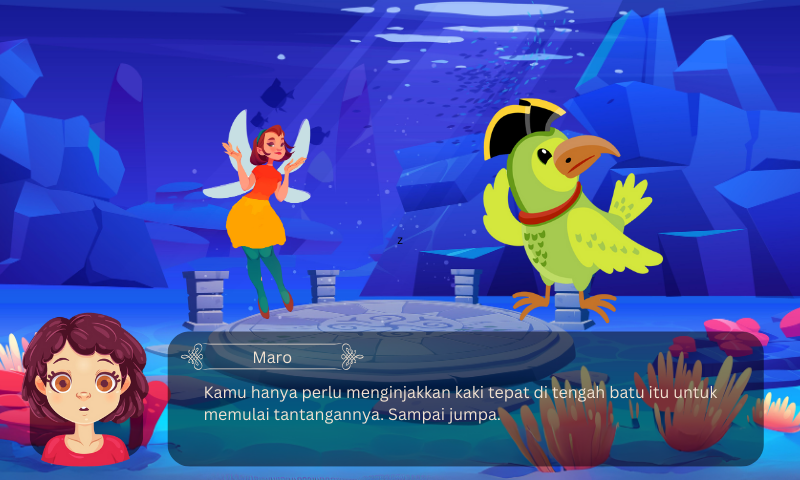 z
Maro
Kamu hanya perlu menginjakkan kaki tepat di tengah batu itu untuk
memulai tantangannya. Sampai jumpa.